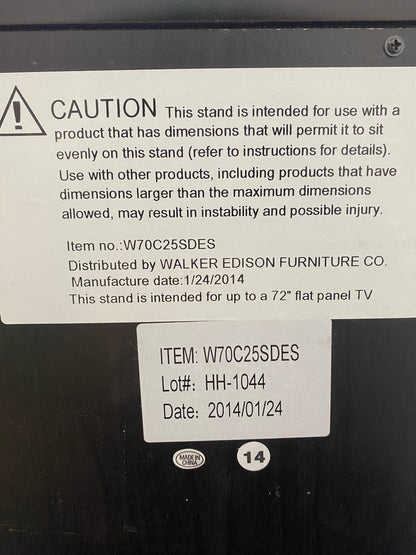 CAUTION This stand is intended for use with a
product that has dimensions that will permit it to sit
evenly on this stand (refer to instructions for details).
Use with other products, including products that have
dimensions larger than the maximum dimensions
allowed, may result in instability and possible injury.
Item no.:W70C25SDES
Distributed by WALKER EDISON FURNITURE CO.
Manufacture date:1/24/2014
This stand is intended for up to a 72" flat panel TV
ITEM: W70C25SDES
Lot#: HH-1044
Date: 2014/01/24
MADE IN
CHINA
14